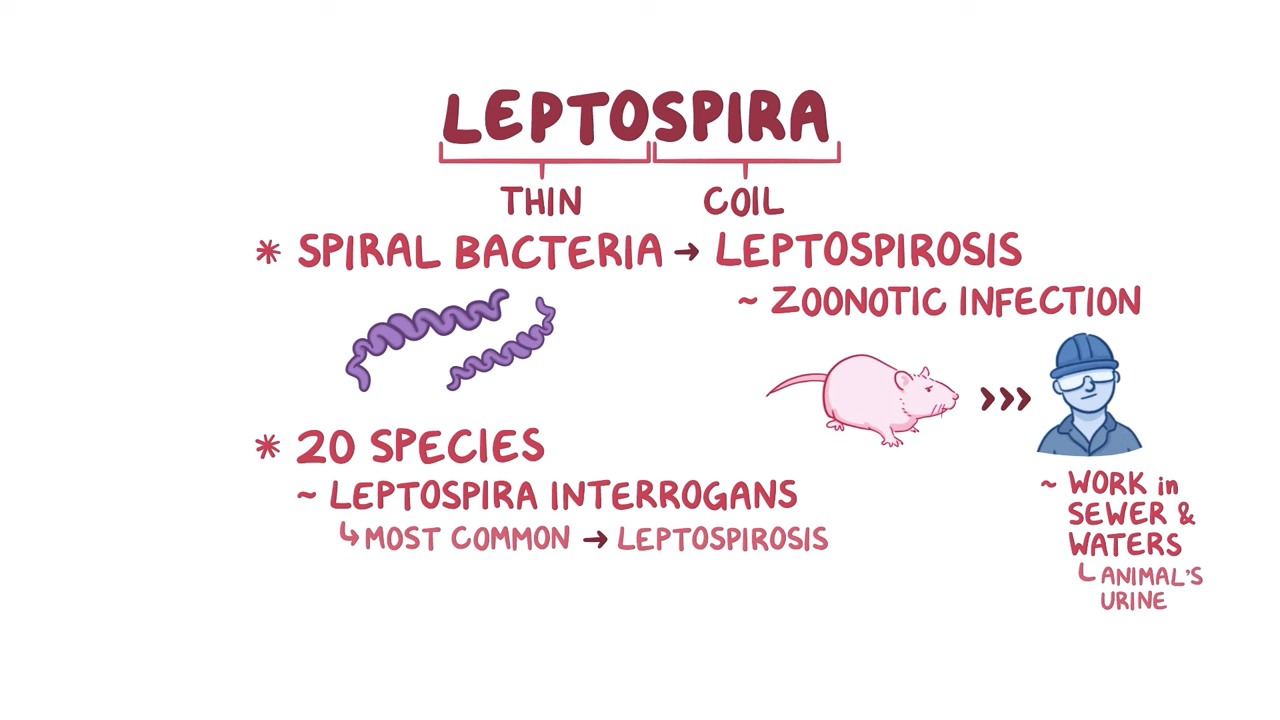 LEPTOSPIRA
THIN COIL
* SPIRAL BACTERIA → LEPTOSPIROSIS
~ ZOONOTIC INFECTION
* 20 SPECIES
~ LEPTOSPIRA INTERROGANS
↳ MOST COMMON → LEPTOSPIROSIS
~ WORK in
SEWER &
WATERS
ANIMAL'S
URINE